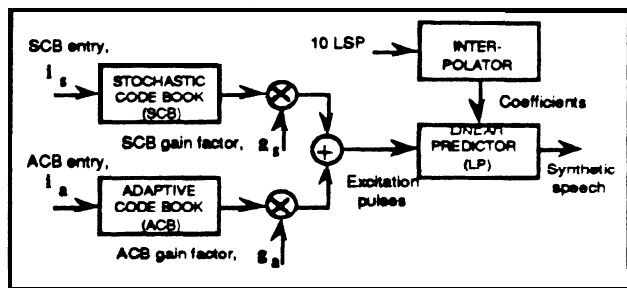 SCB entry,
i s
STOCHASTIC
CODE BOOK
(SCB)
SCB gain factor, g s
ACB entry,
i a
ADAPTIVE
CODE BOOK
(ACB)
ACB gain factor, g a
10 LSP
INTER-
POLATOR
Coefficients
LINEAR
PREDICTOR
(LP)
Excitation
pulses
Synthetic
speech